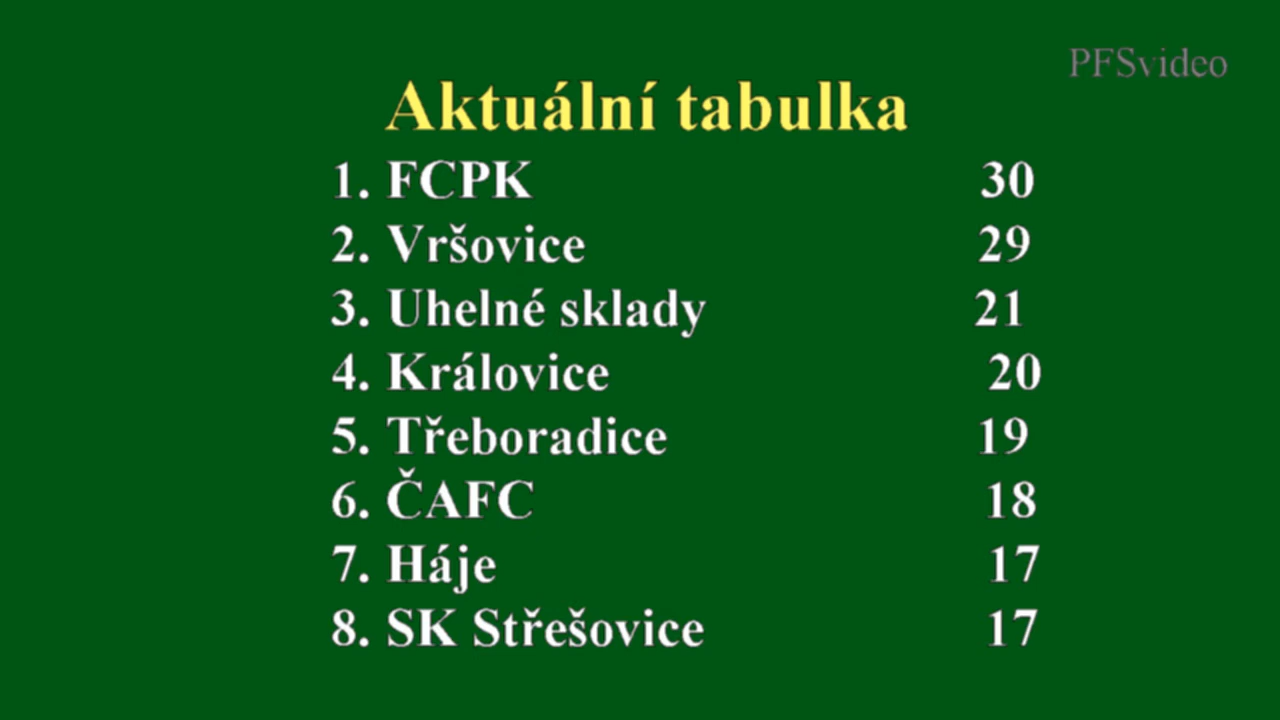 PFSvideo
Aktuální tabulka
1. FCPK 30
2. Vršovice 29
3. Uhelné sklady 21
4. Královice 20
5. Třeboradice 19
6. ČAFC 18
7. Háje 17
8. SK Střešovice 17